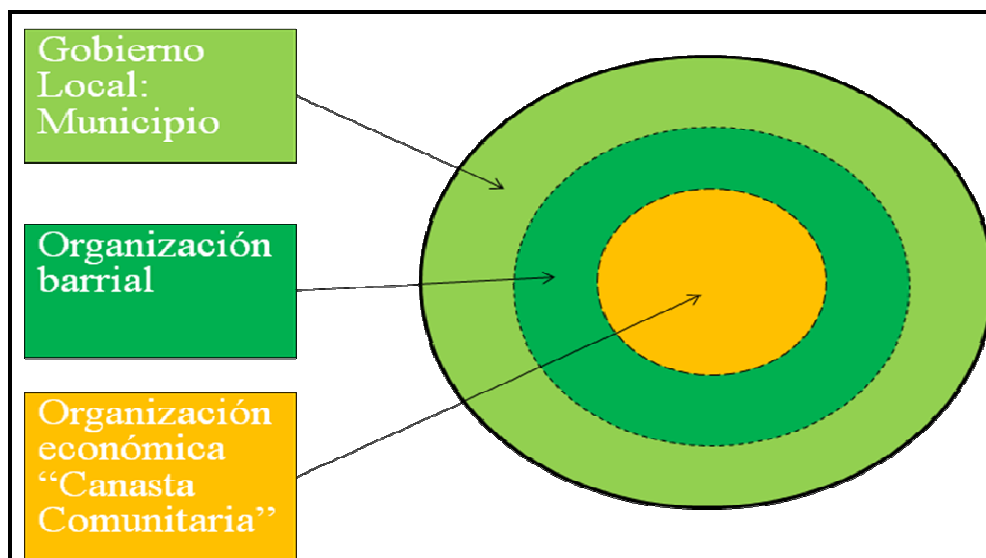 Gobierno
Local:
Municipio
Organización
barrial
Organización
económica
“Canasta
Comunitaria”